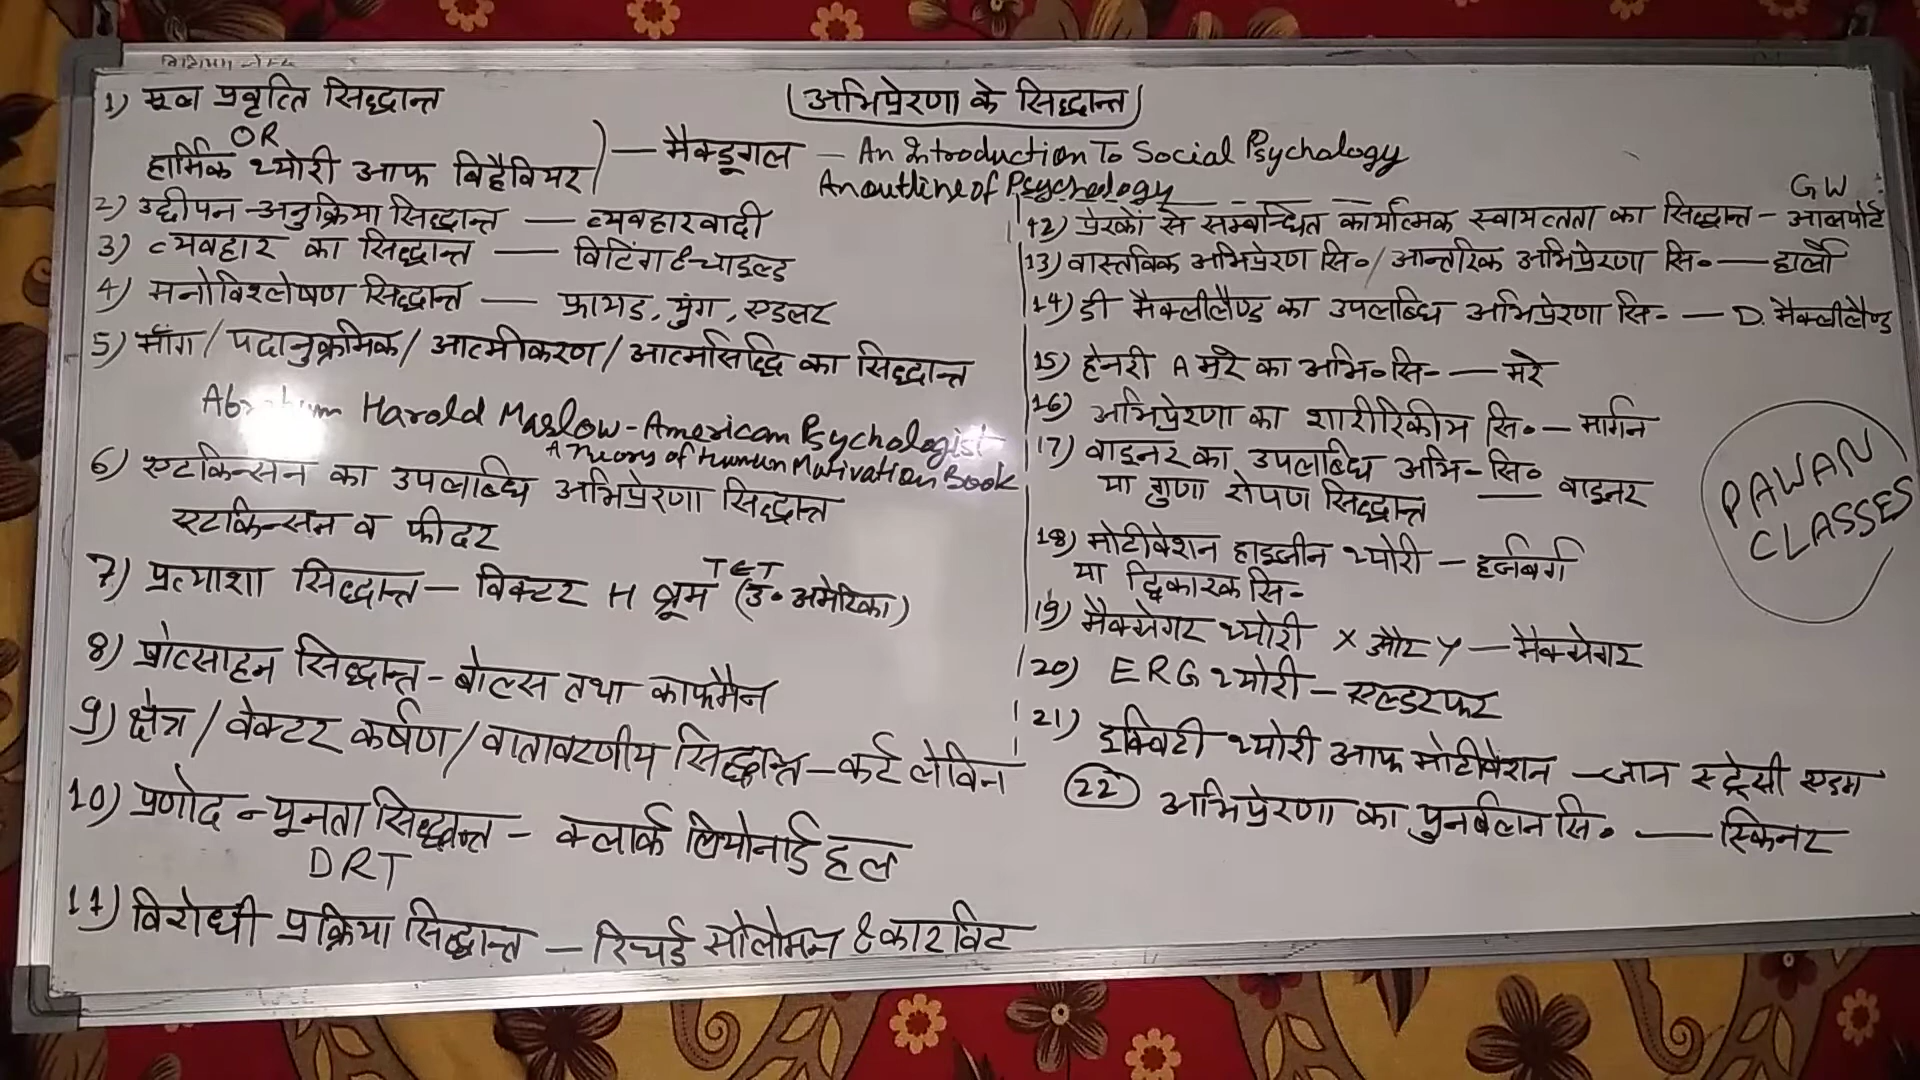 अभिप्रेरणा के सिद्धान्त
1) मूल प्रवृत्ति सिद्धान्त
OR
हार्मिक थ्योरी आफ बिहैवियर — मैक्डूगल — An Introduction To Social Psychology
An outline of Psychology
2) उद्दीपन-अनुक्रिया सिद्धान्त — व्यवहारवादी
3) व्यवहार का सिद्धान्त — विटिंग & चाइल्ड
4) मनोविश्लेषण सिद्धान्त — फ्रायड, युंग, एडलर
5) माँग / पदानुक्रमिक / आत्मीकरण / आत्मसिद्धि का सिद्धान्त
Harold Maslow - American Psychologist
A Theory of Human Motivation Book
6) एटकिन्सन का उपलाब्धि अभिप्रेरणा सिद्धान्त
एटकिन्सन व फीदर
7) प्रत्याशा सिद्धान्त — विक्टर H व्रूम (उ॰ अमेरिका)
8) प्रोत्साहन सिद्धान्त - बोल्स तथा काफमैन
9) क्षेत्र / वेक्टर कर्षण / वातावरणीय सिद्धान्त — कर्ट लेविन
10) प्रणोद न्यूनता सिद्धान्त - क्लार्क लियोनार्ड हल
DRT
11) विरोधी प्रक्रिया सिद्धान्त — रिचर्ड सोलोमन & कारविट
GW
12) प्रेरकों से सम्बन्धित कार्यात्मक स्वायत्तता का सिद्धान्त - आलपोर्ट
13) वास्तविक अभिप्रेरण सि॰ / आन्तरिक अभिप्रेरणा सि॰ — हार्लो
14) डी मैक्लीलैण्ड का उपलब्धि अभिप्रेरणा सि- — D. मैक्लीलैण्ड
15) हेनरी A मुरे का अभि॰ सि- — मरे
16) अभिप्रेरणा का शारीरिकीय सि॰ — मार्गन
17) वाइनर का उपलाब्धि अभि- सि॰
या गुणा रोपण सिद्धान्त — वाइनर
18) मोटीवेशन हाइजीन थ्योरी — हर्जबर्ग
या द्विकारक सि-
19) मैक्ग्रेगर थ्योरी X और Y — मैक्ग्रेगर
20) ERG थ्योरी — एल्डरफर
21) इक्विटी थ्योरी आफ मोटीवेशन — जान स्ट्रेसी एडम
22 अभिप्रेरणा का पुनर्बलन सि॰ — स्किनर
PAWAN
CLASSES